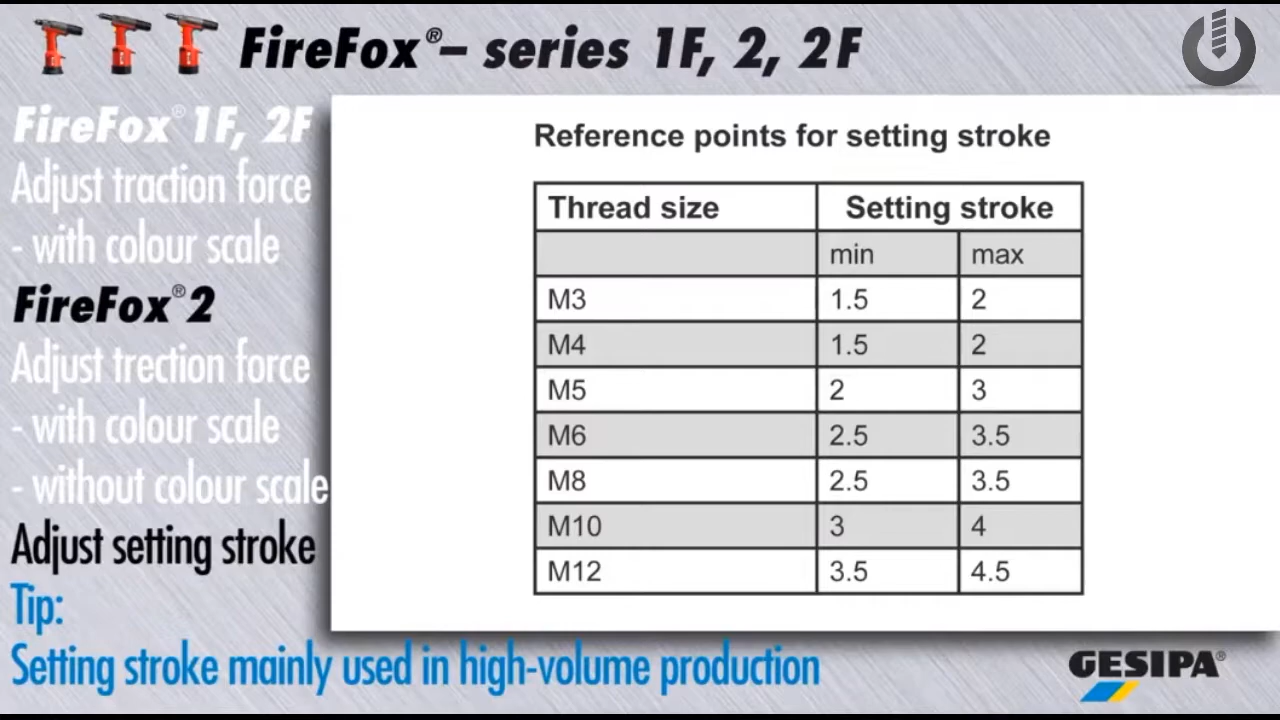 FireFox®– series 1F, 2, 2F
FireFox® 1F, 2F
Adjust traction force
- with colour scale
FireFox® 2
Adjust trection force
- with colour scale
- without colour scale
Adjust setting stroke
Tip:
Setting stroke mainly used in high-volume production
Reference points for setting stroke
Thread size Setting stroke
min max
M3 1.5 2
M4 1.5 2
M5 2 3
M6 2.5 3.5
M8 2.5 3.5
M10 3 4
M12 3.5 4.5
GESIPA®